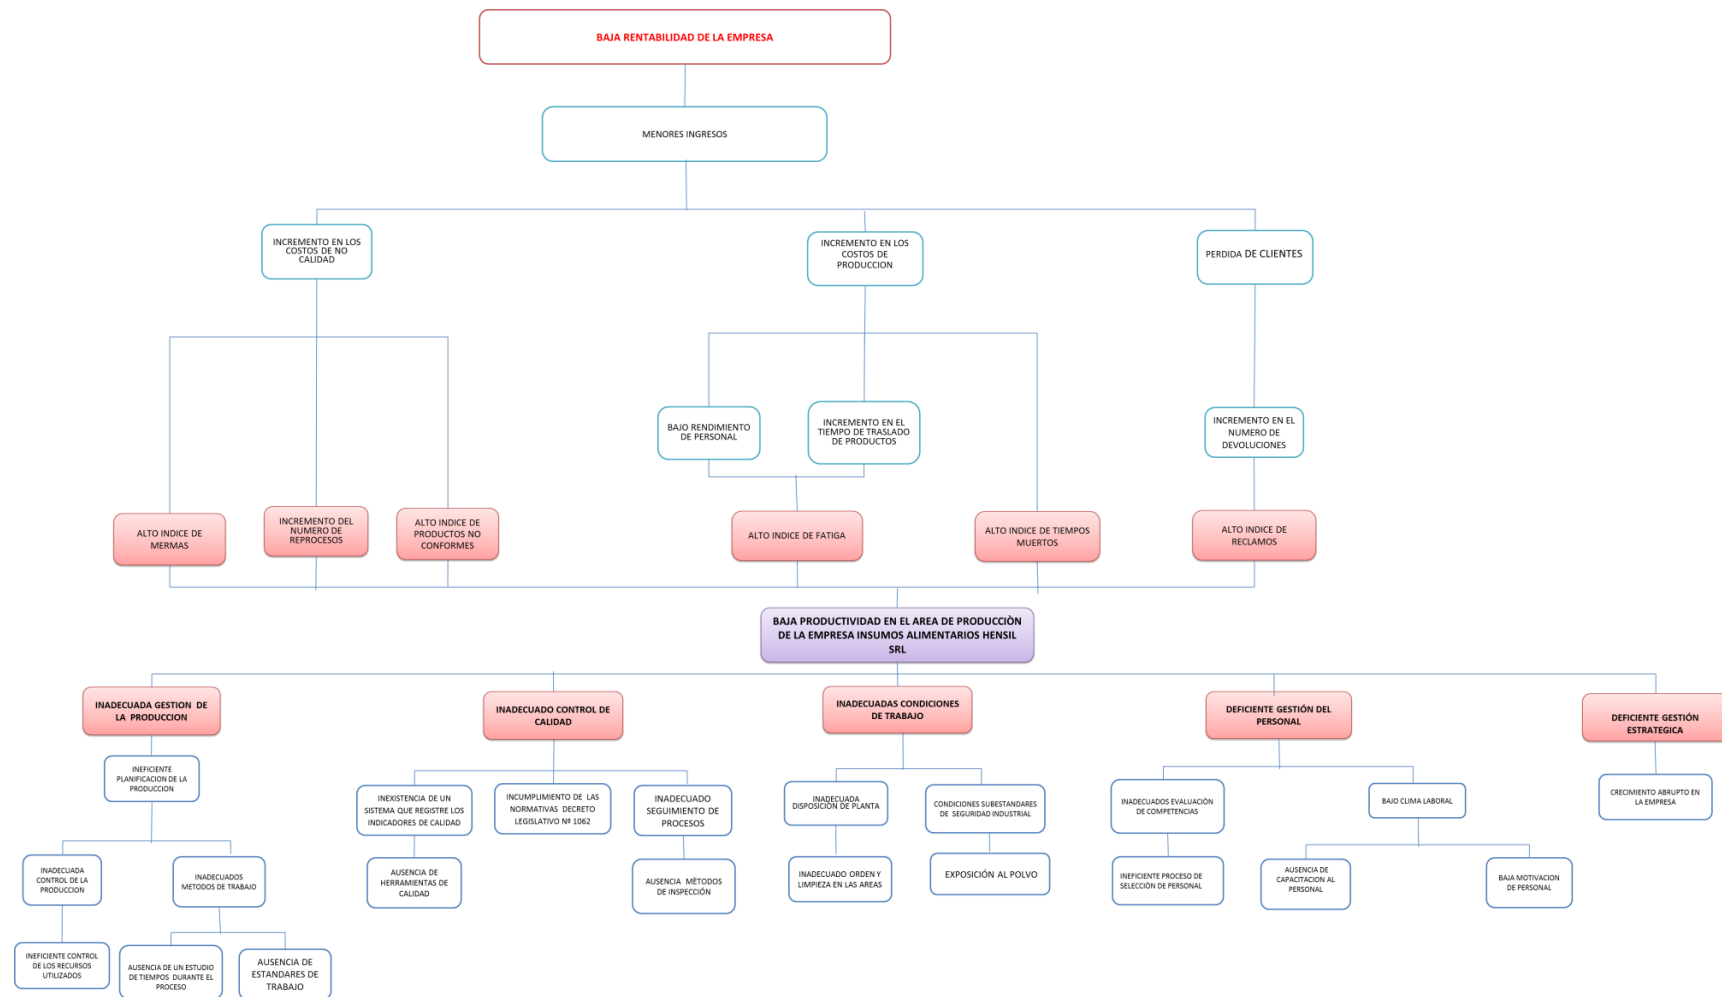 BAJA RENTABILIDAD DE LA EMPRESA
MENORES INGRESOS
INCREMENTO EN LOS
COSTOS DE NO
CALIDAD
INCREMENTO EN LOS
COSTOS DE
PRODUCCION
PERDIDA DE CLIENTES
BAJO RENDIMIENTO
DE PERSONAL
INCREMENTO EN EL
TIEMPO DE TRASLADO
DE PRODUCTOS
INCREMENTO EN EL
NUMERO DE
DEVOLUCIONES
ALTO INDICE DE
MERMAS
INCREMENTO DEL
NUMERO DE
REPROCESOS
ALTO INDICE DE
PRODUCTOS NO
CONFORMES
ALTO INDICE DE FATIGA
ALTO INDICE DE TIEMPOS
MUERTOS
ALTO INDICE DE
RECLAMOS
BAJA PRODUCTIVIDAD EN EL AREA DE PRODUCCIÒN
DE LA EMPRESA INSUMOS ALIMENTARIOS HENSIL
SRL
INADECUADA GESTION DE
LA PRODUCCION
INADECUADO CONTROL DE
CALIDAD
INADECUADAS CONDICIONES
DE TRABAJO
DEFICIENTE GESTIÓN DEL
PERSONAL
DEFICIENTE GESTIÓN
ESTRATEGICA
INEFICIENTE
PLANIFICACION DE LA
PRODUCCION
INEXISTENCIA DE UN
SISTEMA QUE REGISTRE LOS
INDICADORES DE CALIDAD
INCUMPLIMIENTO DE LAS
NORMATIVAS DECRETO
LEGISLATIVO Nº 1062
INADECUADO
SEGUIMIENTO DE
PROCESOS
INADECUADA
DISPOSICIÓN DE PLANTA
CONDICIONES SUBESTANDARES
DE SEGURIDAD INDUSTRIAL
INADECUADOS EVALUACIÒN
DE COMPETENCIAS
BAJO CLIMA LABORAL
CRECIMIENTO ABRUPTO EN
LA EMPRESA
INADECUADA
CONTROL DE LA
PRODUCCION
INADECUADOS
METODOS DE TRABAJO
AUSENCIA DE
HERRAMIENTAS DE
CALIDAD
AUSENCIA MÈTODOS
DE INSPECCIÓN
INADECUADO ORDEN Y
LIMPIEZA EN LAS AREAS
EXPOSICIÓN AL POLVO
INEFICIENTE PROCESO DE
SELECCIÒN DE PERSONAL
AUSENCIA DE
CAPACITACION AL
PERSONAL
BAJA MOTIVACION
DE PERSONAL
INEFICIENTE CONTROL
DE LOS RECURSOS
UTILIZADOS
AUSENCIA DE UN ESTUDIO
DE TIEMPOS DURANTE EL
PROCESO
AUSENCIA DE
ESTANDARES DE
TRABAJO